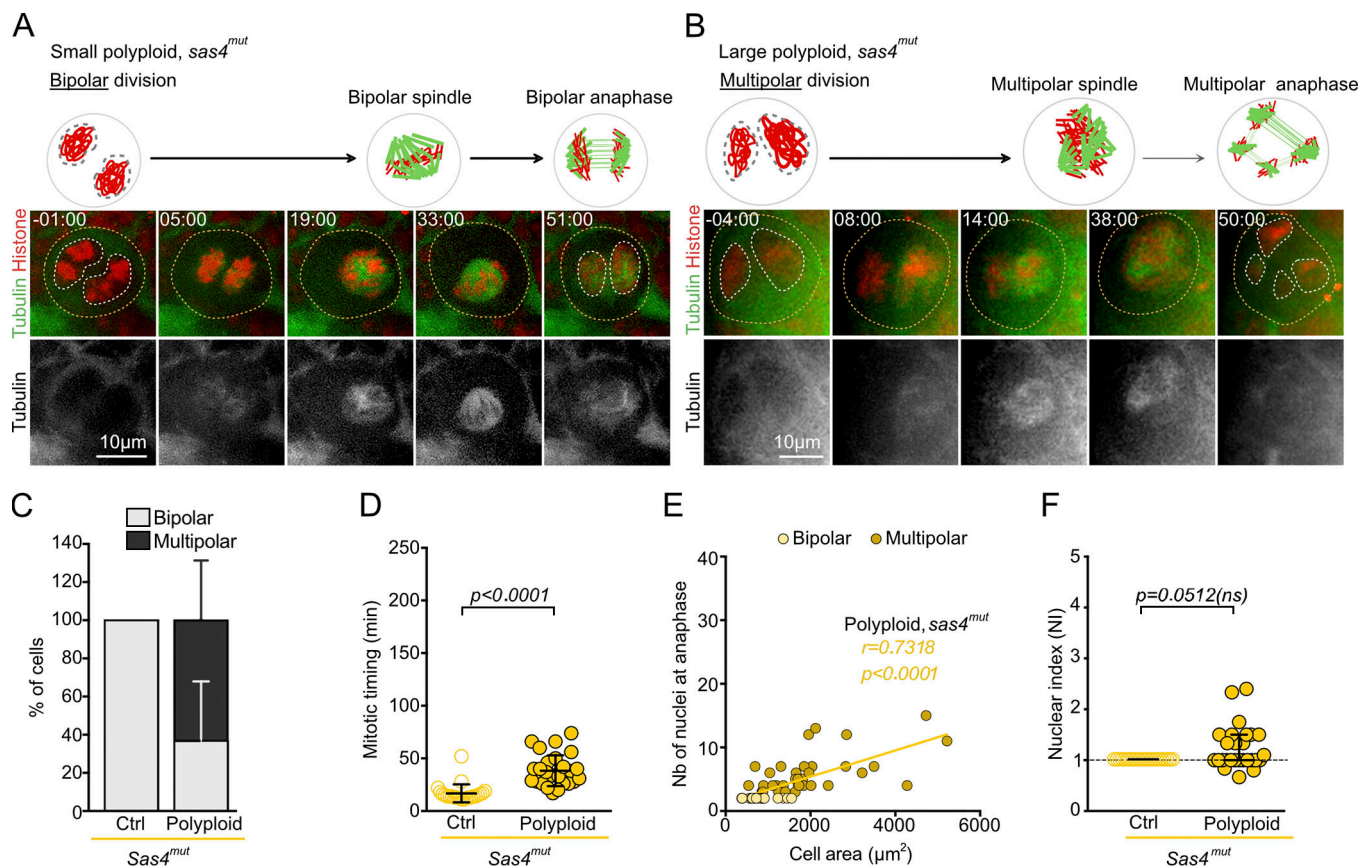 A
Small polyploid, sas4mut
Bipolar division
Bipolar spindle
Bipolar anaphase
Tubulin Histone
-01:00
05:00
19:00
33:00
51:00
Tubulin
10µm
B
Large polyploid, sas4mut
Multipolar division
Multipolar spindle
Multipolar anaphase
Tubulin Histone
-04:00
08:00
14:00
38:00
50:00
Tubulin
10µm
C
Bipolar
Multipolar
% of cells
140
120
100
80
60
40
20
0
Ctrl
Polyploid
Sas4mut
D
Mitotic timing (min)
250
200
150
100
50
0
p<0.0001
Ctrl
Polyploid
Sas4mut
E
Bipolar
Multipolar
Nb of nuclei at anaphase
40
30
20
10
0
Polyploid, sas4mut
r=0.7318
p<0.0001
0
2000
4000
6000
Cell area (µm2)
F
Nuclear index (NI)
5
4
3
2
1
0
p=0.0512(ns)
Ctrl
Polyploid
Sas4mut